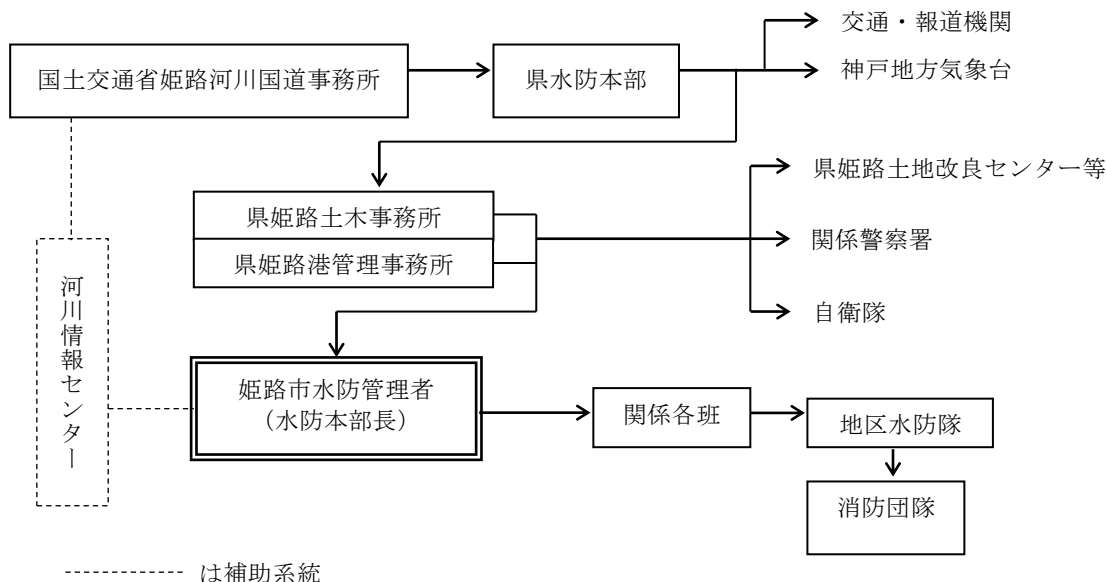 交通・報道機関
国土交通省姫路河川国道事務所
県水防本部
神戸地方気象台
県姫路土地改良センター等
県姫路土木事務所
関係警察署
県姫路港管理事務所
自衛隊
河川情報センター
姫路市水防管理者
(水防本部長)
関係各班
地区水防隊
消防団隊
は補助系統